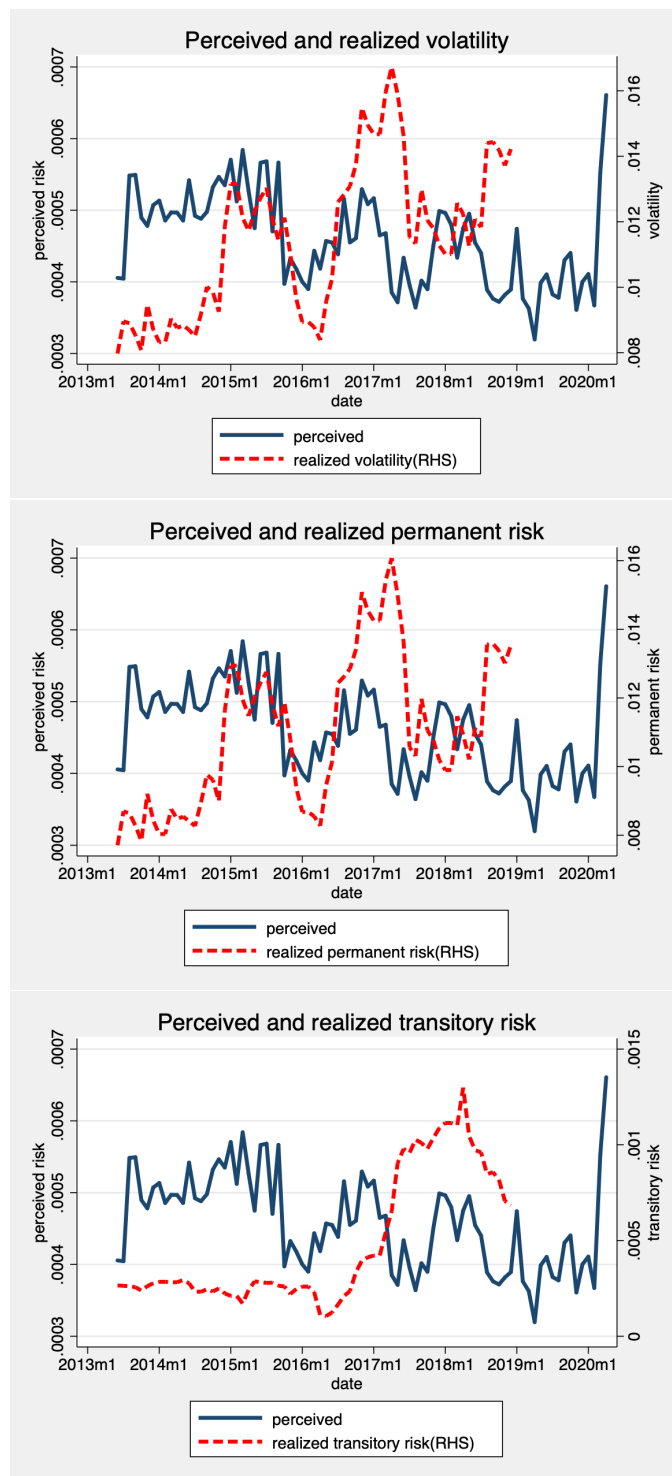 Perceived and realized volatility
perceived risk
.0003 .0004 .0005 .0006 .0007
.008 .01 .012 .014 .016
volatility
2013m1 2014m1 2015m1 2016m1 2017m1 2018m1 2019m1 2020m1
date
perceived
realized volatility(RHS)
Perceived and realized permanent risk
perceived risk
.0003 .0004 .0005 .0006 .0007
.008 .01 .012 .014 .016
permanent risk
2013m1 2014m1 2015m1 2016m1 2017m1 2018m1 2019m1 2020m1
date
perceived
realized permanent risk(RHS)
Perceived and realized transitory risk
perceived risk
.0003 .0004 .0005 .0006 .0007
0 .0005 .001 .0015
transitory risk
2013m1 2014m1 2015m1 2016m1 2017m1 2018m1 2019m1 2020m1
date
perceived
realized transitory risk(RHS)